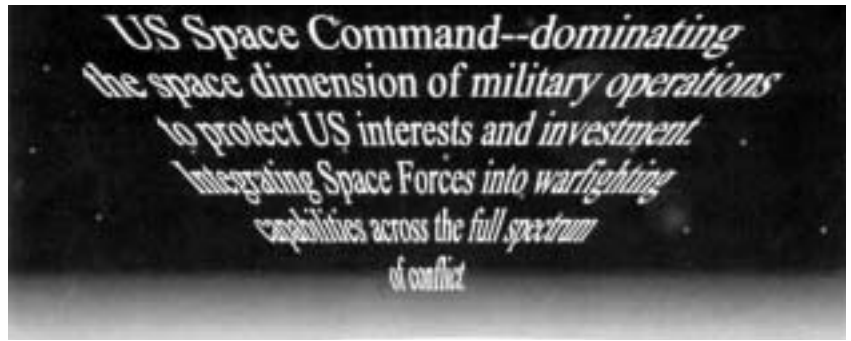 US Space Command--dominating
the space dimension of military operations
to protect US interests and investment.
Integrating Space Forces into warfighting
capabilities across the full spectrum
of conflict